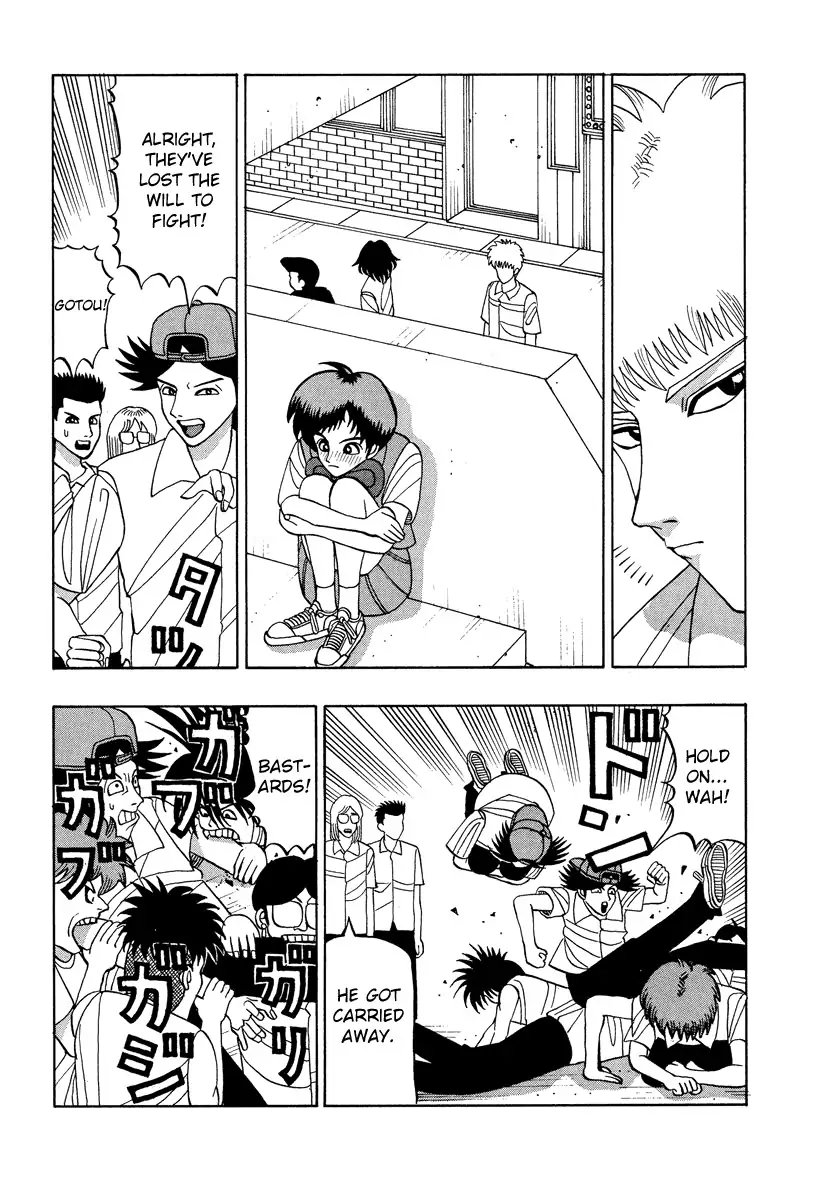 ALRIGHT,
THEY'VE
LOST THE
WILL TO
FIGHT!
GOTOU!
ダッ
HOLD
ON...
WAH!
ドン
HE GOT
CARRIED
AWAY.
BAST-
ARDS!
ガブ
ガブ
ガジ
ガリ